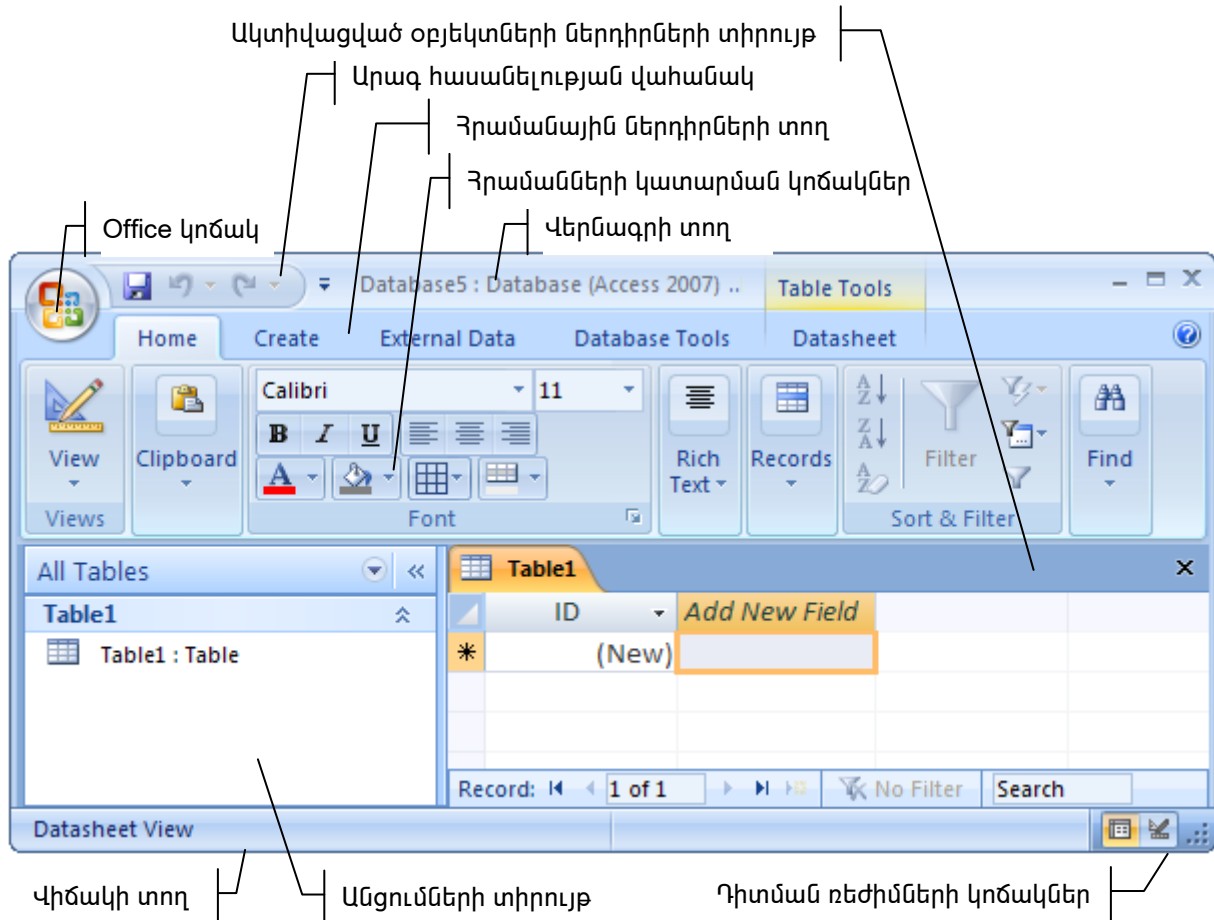 Ակտիվացված օբյեկտների ներդիրների տիրույթ
Արագ հասանելության վահանակ
Հրամանային ներդիրների տող
Հրամանների կատարման կոճակներ
Office կոճակ
Վերնագրի տող
Database5 : Database (Access 2007) ..
Table Tools
Home Create External Data Database Tools Datasheet
Calibri 11
B I U
View Clipboard Rich Text Records Filter Find
Views Font Sort & Filter
All Tables
Table1
Table1
ID Add New Field
Table1 : Table
(New)
Record: 1 of 1 No Filter Search
Datasheet View
Վիճակի տող
Անցումների տիրույթ
Դիտման ռեժիմների կոճակներ